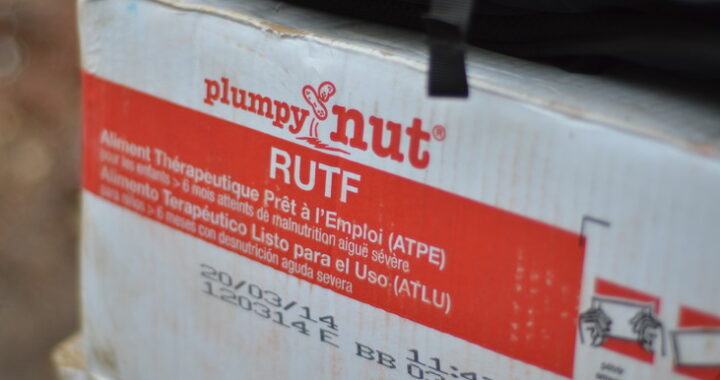 plumpy nut®
RUTF
Aliment Thérapeutique Prêt à l'Emploi (ATPE)
pour les enfants > 6 mois atteints de malnutrition aiguë sévère
Alimento Terapéutico Listo para el Uso (ATLU)
para niños > 6 meses con desnutrición aguda severa
20/03/14 11:4
120314E BB 03